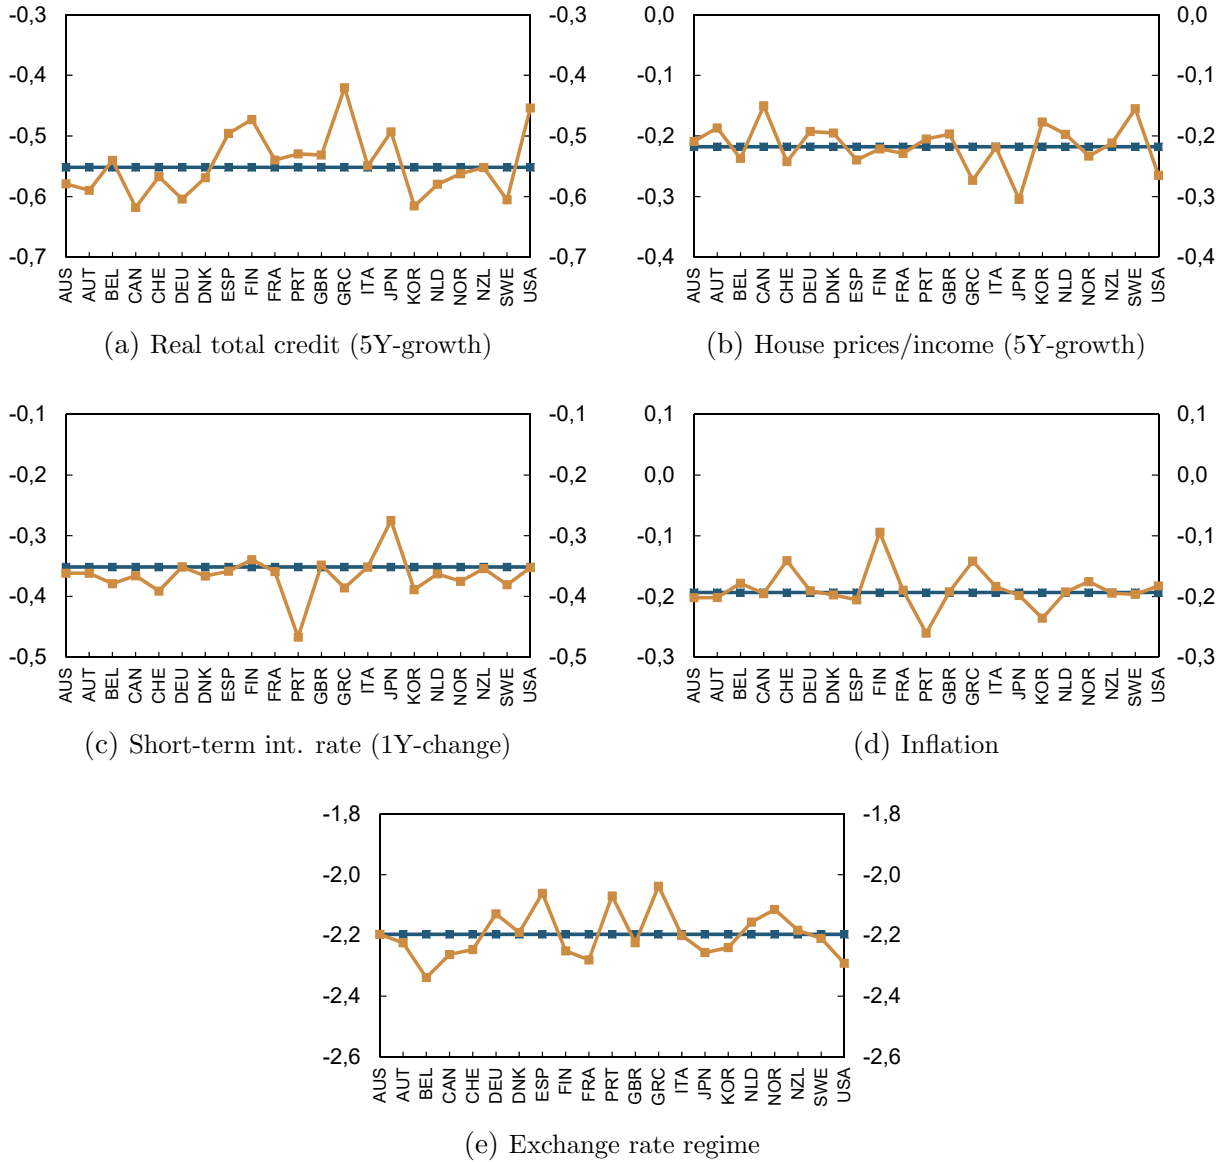 -0,3 -0,3 0,0 0,0
-0,4 -0,4 -0,1 -0,1
-0,5 -0,5 -0,2 -0,2
-0,6 -0,6 -0,3 -0,3
-0,7 -0,7 -0,4 -0,4
AUS AUT BEL CAN CHE DEU DNK ESP FIN FRA PRT GBR GRC ITA JPN KOR NLD NOR NZL SWE USA AUS AUT BEL CAN CHE DEU DNK ESP FIN FRA PRT GBR GRC ITA JPN KOR NLD NOR NZL SWE USA
(a) Real total credit (5Y-growth) (b) House prices/income (5Y-growth)
-0,1 -0,1 0,1 0,1
-0,2 -0,2 0,0 0,0
-0,3 -0,3 -0,1 -0,1
-0,4 -0,4 -0,2 -0,2
-0,5 -0,5 -0,3 -0,3
AUS AUT BEL CAN CHE DEU DNK ESP FIN FRA PRT GBR GRC ITA JPN KOR NLD NOR NZL SWE USA AUS AUT BEL CAN CHE DEU DNK ESP FIN FRA PRT GBR GRC ITA JPN KOR NLD NOR NZL SWE USA
(c) Short-term int. rate (1Y-change) (d) Inflation
-1,8 -1,8
-2,0 -2,0
-2,2 -2,2
-2,4 -2,4
-2,6 -2,6
AUS AUT BEL CAN CHE DEU DNK ESP FIN FRA PRT GBR GRC ITA JPN KOR NLD NOR NZL SWE USA
(e) Exchange rate regime